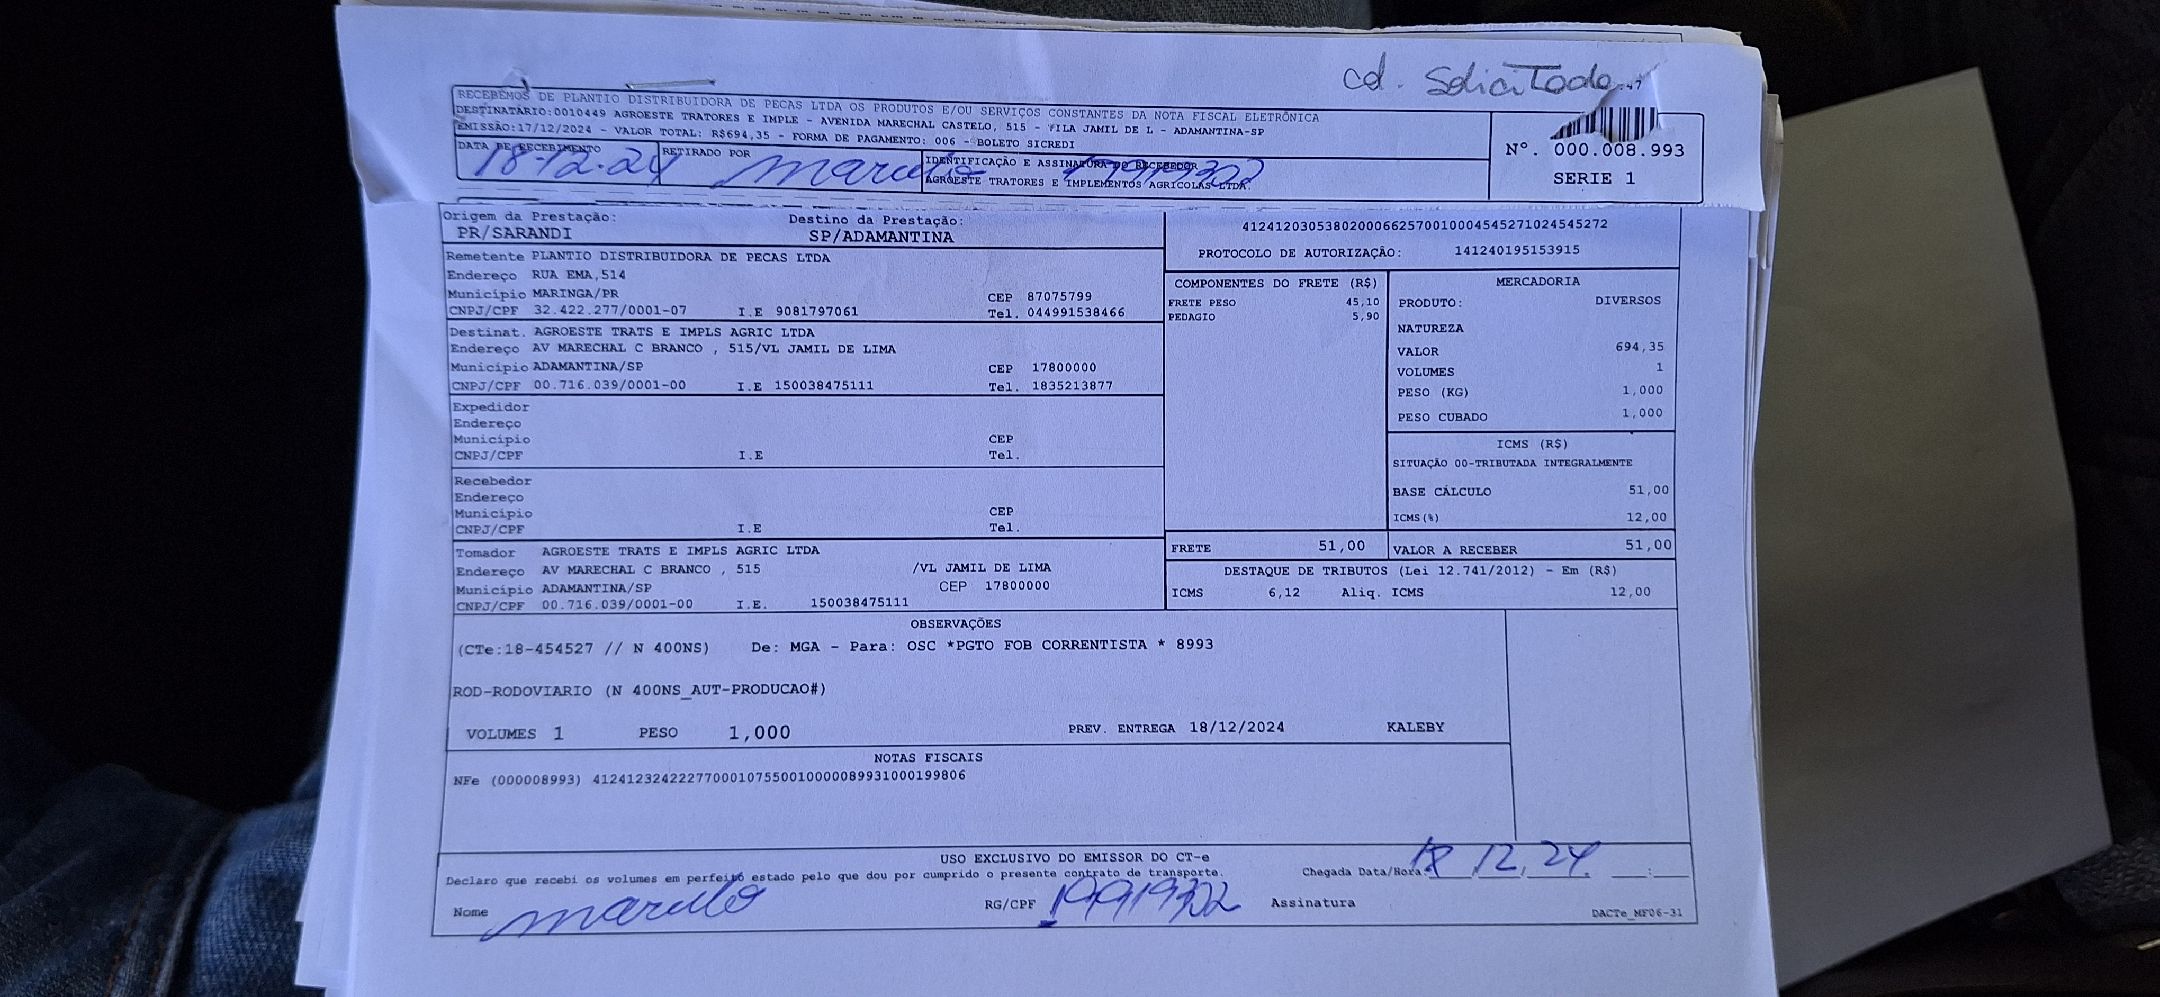 cd. Solicitado
RECEBEMOS DE PLANTIO DISTRIBUIDORA DE PECAS LTDA OS PRODUTOS E/OU SERVIÇOS CONSTANTES DA NOTA FISCAL ELETRÔNICA
DESTINATÁRIO:0010449 AGROESTE TRATORES E IMPLE - AVENIDA MARECHAL CASTELO, 515 - FILA JAMIL DE L - ADAMANTINA-SP
EMISSÃO:17/12/2024 - VALOR TOTAL: R$694,35 - FORMA DE PAGAMENTO: 006 - BOLETO SICREDI
DATA DE RECEBIMENTO RETIRADO POR IDENTIFICAÇÃO E ASSINATURA DO RECEBEDOR
18-12-24 19919302
AGROESTE TRATORES E IMPLEMENTOS AGRICOLAS LTDA.
Nº. 000.008.993
SERIE 1
Origem da Prestação: Destino da Prestação:
PR/SARANDI SP/ADAMANTINA
41241203053802000662570010004545271024545272
PROTOCOLO DE AUTORIZAÇÃO: 141240195153915
Remetente PLANTIO DISTRIBUIDORA DE PECAS LTDA
Endereço RUA EMA,514
Município MARINGA/PR CEP 87075799
CNPJ/CPF 32.422.277/0001-07 I.E 9081797061 Tel. 044991538466
Destinat. AGROESTE TRATS E IMPLS AGRIC LTDA
Endereço AV MARECHAL C BRANCO , 515/VL JAMIL DE LIMA
Município ADAMANTINA/SP CEP 17800000
CNPJ/CPF 00.716.039/0001-00 I.E 150038475111 Tel. 1835213877
Expedidor
Endereço
Município CEP
CNPJ/CPF I.E Tel.
Recebedor
Endereço
Município CEP
CNPJ/CPF I.E Tel.
Tomador AGROESTE TRATS E IMPLS AGRIC LTDA
Endereço AV MARECHAL C BRANCO , 515 /VL JAMIL DE LIMA
Município ADAMANTINA/SP CEP 17800000
CNPJ/CPF 00.716.039/0001-00 I.E. 150038475111
COMPONENTES DO FRETE (R$)
FRETE PESO 45,10
PEDAGIO 5,90
FRETE 51,00
MERCADORIA
PRODUTO: DIVERSOS
NATUREZA
VALOR 694,35
VOLUMES 1
PESO (KG) 1,000
PESO CUBADO 1,000
ICMS (R$)
SITUAÇÃO 00-TRIBUTADA INTEGRALMENTE
BASE CÁLCULO 51,00
ICMS(%) 12,00
VALOR A RECEBER 51,00
DESTAQUE DE TRIBUTOS (Lei 12.741/2012) - Em (R$)
ICMS 6,12 Aliq. ICMS 12,00
OBSERVAÇÕES
(CTe:18-454527 // N 400NS) De: MGA - Para: OSC *PGTO FOB CORRENTISTA * 8993
ROD-RODOVIARIO (N 400NS_AUT-PRODUCAO#)
VOLUMES 1 PESO 1,000 PREV. ENTREGA 18/12/2024 KALEBY
NOTAS FISCAIS
NFe (000008993) 41241232422277000107550010000089931000199806
USO EXCLUSIVO DO EMISSOR DO CT-e
Declaro que recebi os volumes em perfeito estado pelo que dou por cumprido o presente contrato de transporte.
Chegada Data/Hora: 18 12 24 :
Nome RG/CPF 19919302 Assinatura
DACTe_MF06-31